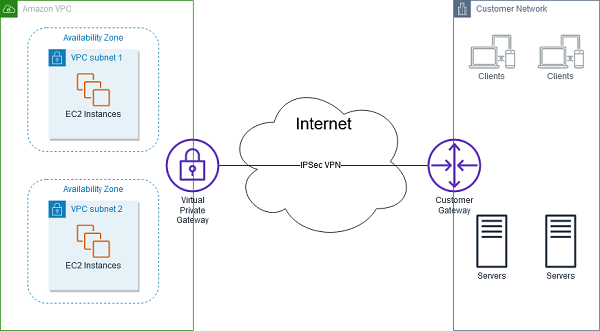 Amazon VPC
Customer Network
Availability Zone
VPC subnet 1
EC2 Instances
Availability Zone
VPC subnet 2
EC2 Instances
Virtual
Private
Gateway
Internet
IPSec VPN
Customer
Gateway
Clients
Clients
Servers
Servers